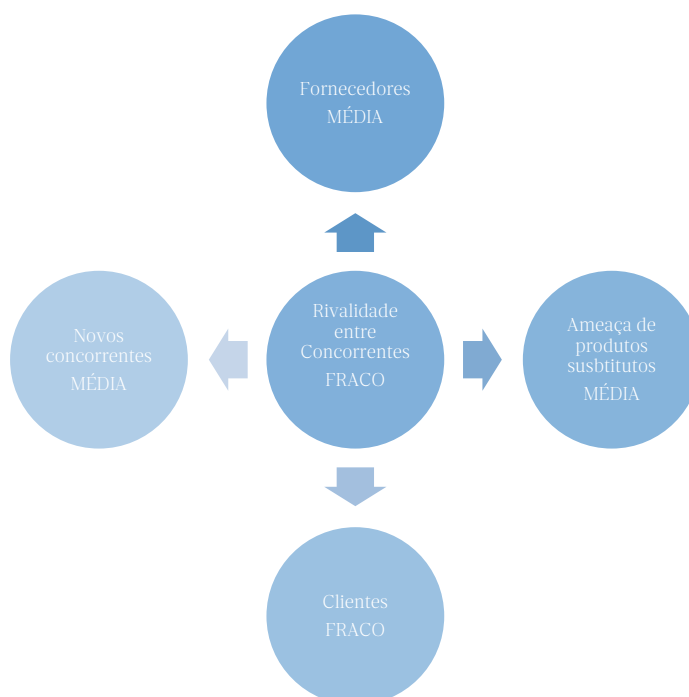 Fornecedores
MÉDIA
Novos
concorrentes
MÉDIA
Rivalidade
entre
Concorrentes
FRACO
Ameaça de
produtos
susbtitutos
MÉDIA
Clientes
FRACO